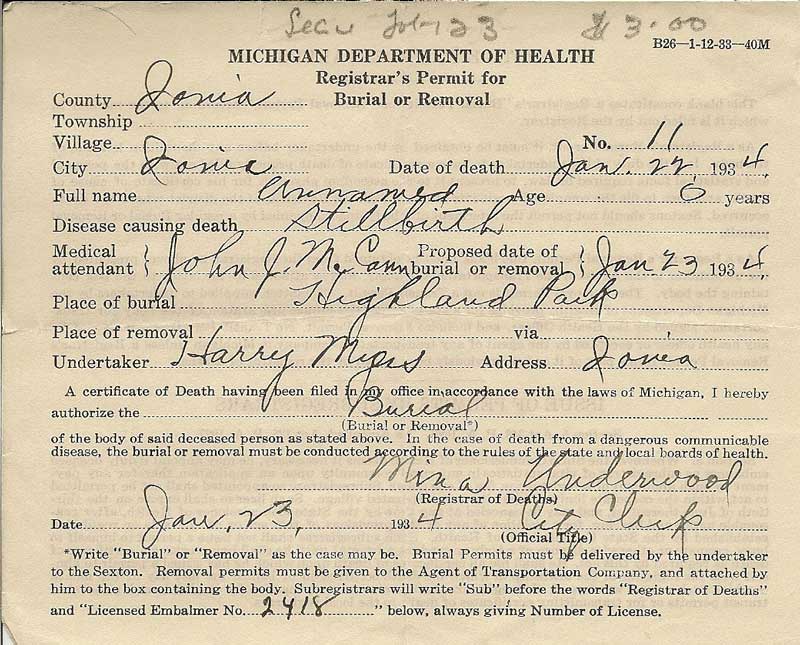 Lot 123 $3.00
B26—1-12-33—40M
MICHIGAN DEPARTMENT OF HEALTH
Registrar's Permit for
Burial or Removal
County Ionia
Township
Village No. 11
City Ionia Date of death Jan. 22, 1934,
Full name Unnamed Age 0 years
Disease causing death Stillbirth
Medical attendant } John J. McCann Proposed date of burial or removal } Jan 23 1934,
Place of burial Highland Park
Place of removal via
Undertaker Harry Address Ionia
A certificate of Death having been filed in my office in accordance with the laws of Michigan, I hereby
authorize the Burial
(Burial or Removal*)
of the body of said deceased person as stated above. In the case of death from a dangerous communicable
disease, the burial or removal must be conducted according to the rules of the state and local boards of health.
Mina Underwood
(Registrar of Deaths)
Date Jan, 23, 1934 City Clerk
(Official Title)
*Write "Burial" or "Removal" as the case may be. Burial Permits must be delivered by the undertaker
to the Sexton. Removal permits must be given to the Agent of Transportation Company, and attached by
him to the box containing the body. Subregistrars will write "Sub" before the words "Registrar of Deaths"
and "Licensed Embalmer No. 2418" below, always giving Number of License.